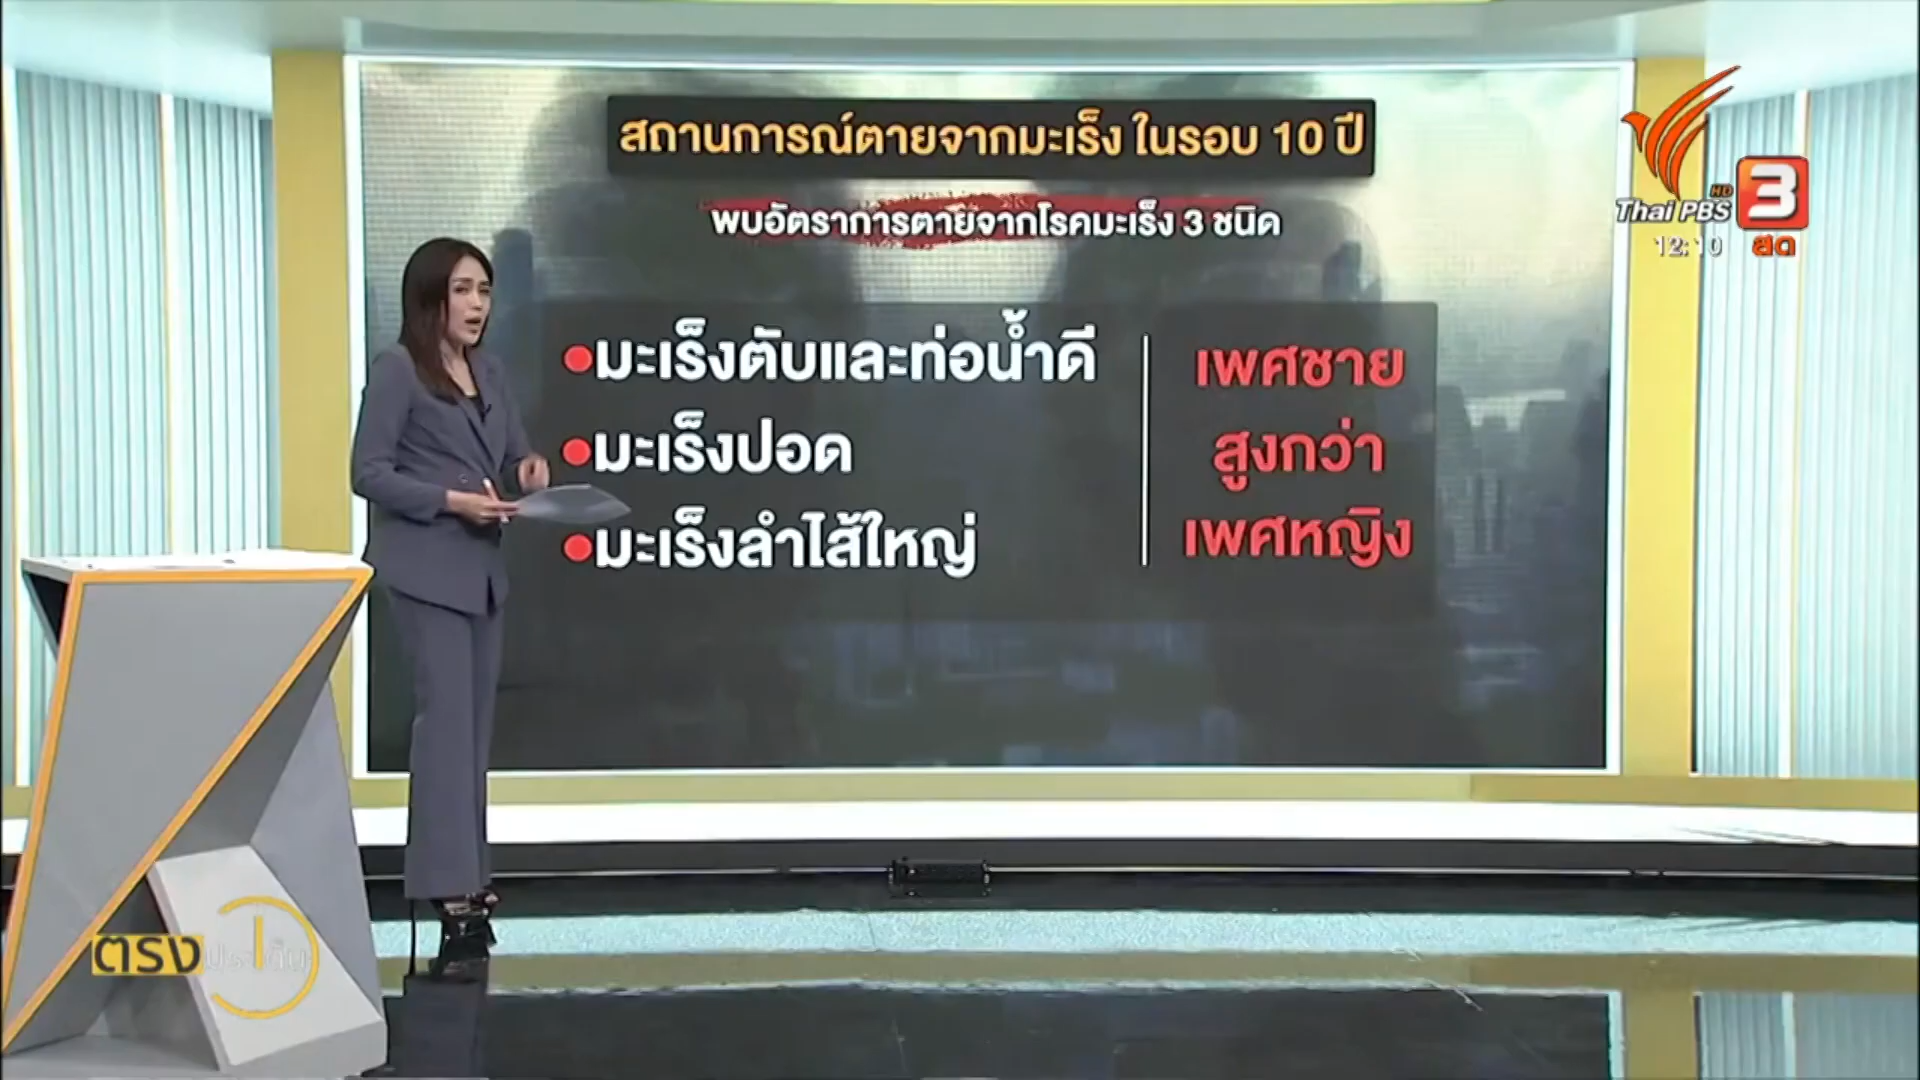 สถานการณ์ตายจากมะเร็ง ในรอบ 10 ปี
พบอัตราการตายจากโรคมะเร็ง 3 ชนิด
•มะเร็งตับและท่อน้ำดี
•มะเร็งปอด
•มะเร็งลำไส้ใหญ่
เพศชาย
สูงกว่า
เพศหญิง
HD
Thai PBS 3
12:10 สด
ตรงประเด็น